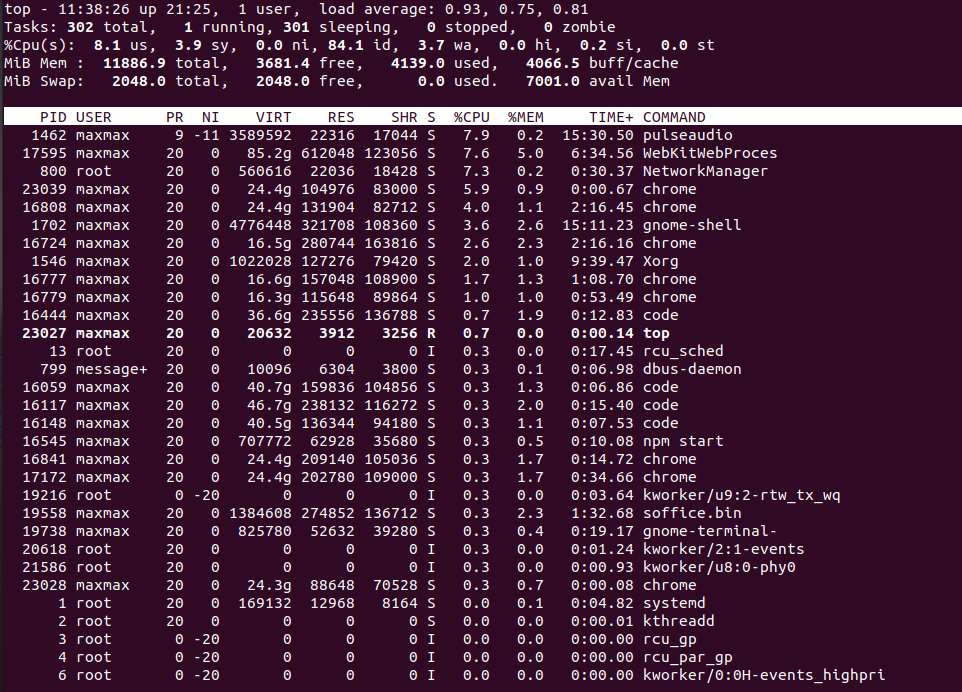 top - 11:38:26 up 21:25,  1 user,  load average: 0.93, 0.75, 0.81
Tasks: 302 total,   1 running, 301 sleeping,   0 stopped,   0 zombie
%Cpu(s):  8.1 us,  3.9 sy,  0.0 ni, 84.1 id,  3.7 wa,  0.0 hi,  0.2 si,  0.0 st
MiB Mem :  11886.9 total,   3681.4 free,   4139.0 used,   4066.5 buff/cache
MiB Swap:   2048.0 total,   2048.0 free,      0.0 used.   7001.0 avail Mem
PID USER      PR  NI    VIRT    RES    SHR S  %CPU  %MEM     TIME+ COMMAND
1462 maxmax     9 -11 3589592  22316  17044 S   7.9   0.2  15:30.50 pulseaudio
17595 maxmax    20   0   85.2g 612048 123056 S   7.6   5.0   6:34.56 WebKitWebProces
800 root      20   0  560616  22036  18428 S   7.3   0.2   0:30.37 NetworkManager
23039 maxmax    20   0   24.4g 104976  83000 S   5.9   0.9   0:00.67 chrome
16808 maxmax    20   0   24.4g 131904  82712 S   4.0   1.1   2:16.45 chrome
1702 maxmax    20   0 4776448 321708 108360 S   3.6   2.6  15:11.23 gnome-shell
16724 maxmax    20   0   16.5g 280744 163816 S   2.6   2.3   2:16.16 chrome
1546 maxmax    20   0 1022028 127276  79420 S   2.0   1.0   9:39.47 Xorg
16777 maxmax    20   0   16.6g 157048 108900 S   1.7   1.3   1:08.70 chrome
16779 maxmax    20   0   16.3g 115648  89864 S   1.0   1.0   0:53.49 chrome
16444 maxmax    20   0   36.6g 235556 136788 S   0.7   1.9   0:12.83 code
23027 maxmax    20   0   20632   3912   3256 R   0.7   0.0   0:00.14 top
13 root      20   0       0      0      0 I   0.3   0.0   0:17.45 rcu_sched
799 message+  20   0   10096   6304   3800 S   0.3   0.1   0:06.98 dbus-daemon
16059 maxmax    20   0   40.7g 159836 104856 S   0.3   1.3   0:06.86 code
16117 maxmax    20   0   46.7g 238132 116272 S   0.3   2.0   0:15.40 code
16148 maxmax    20   0   40.5g 136344  94180 S   0.3   1.1   0:07.53 code
16545 maxmax    20   0  707772  62928  35680 S   0.3   0.5   0:10.08 npm start
16841 maxmax    20   0   24.4g 209140 105036 S   0.3   1.7   0:14.72 chrome
17172 maxmax    20   0   24.4g 202780 109000 S   0.3   1.7   0:34.66 chrome
19216 root       0 -20       0      0      0 I   0.3   0.0   0:03.64 kworker/u9:2-rtw_tx_wq
19558 maxmax    20   0 1384608 274852 136712 S   0.3   2.3   1:32.68 soffice.bin
19738 maxmax    20   0  825780  52632  39280 S   0.3   0.4   0:19.17 gnome-terminal-
20618 root      20   0       0      0      0 I   0.3   0.0   0:01.24 kworker/2:1-events
21586 root      20   0       0      0      0 I   0.3   0.0   0:00.93 kworker/u8:0-phy0
23028 maxmax    20   0   24.3g  88648  70528 S   0.3   0.7   0:00.08 chrome
1 root      20   0  169132  12968   8164 S   0.0   0.1   0:04.82 systemd
2 root      20   0       0      0      0 S   0.0   0.0   0:00.01 kthreadd
3 root       0 -20       0      0      0 I   0.0   0.0   0:00.00 rcu_gp
4 root       0 -20       0      0      0 I   0.0   0.0   0:00.00 rcu_par_gp
6 root       0 -20       0      0      0 I   0.0   0.0   0:00.00 kworker/0:0H-events_highpri